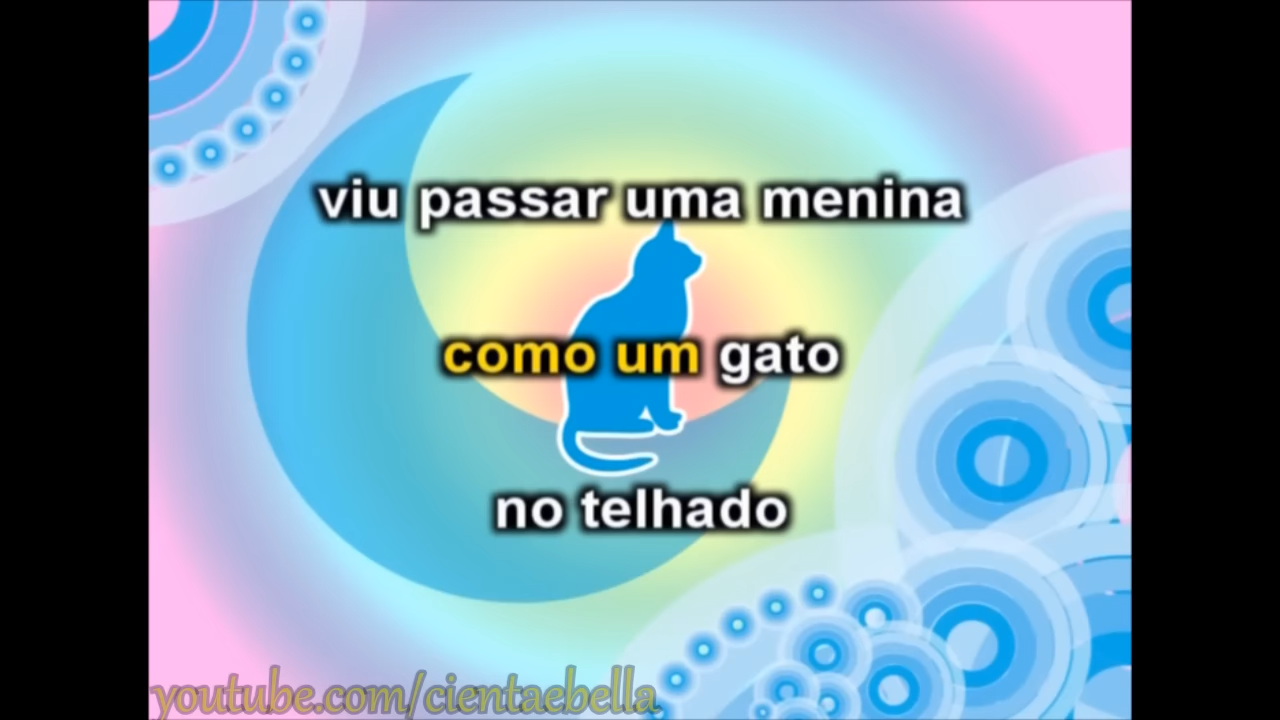 viu passar uma menina
como um gato
no telhado
youtube.com/cientaebella